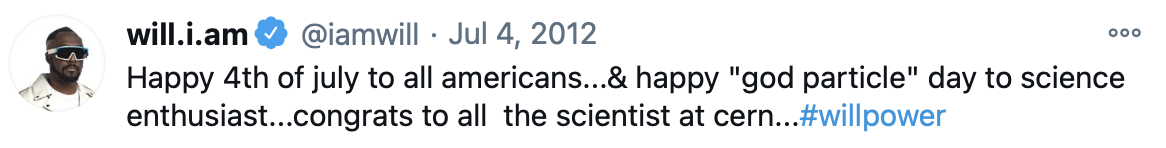 will.i.am @iamwill · Jul 4, 2012
Happy 4th of july to all americans...& happy "god particle" day to science
enthusiast...congrats to all  the scientist at cern...#willpower